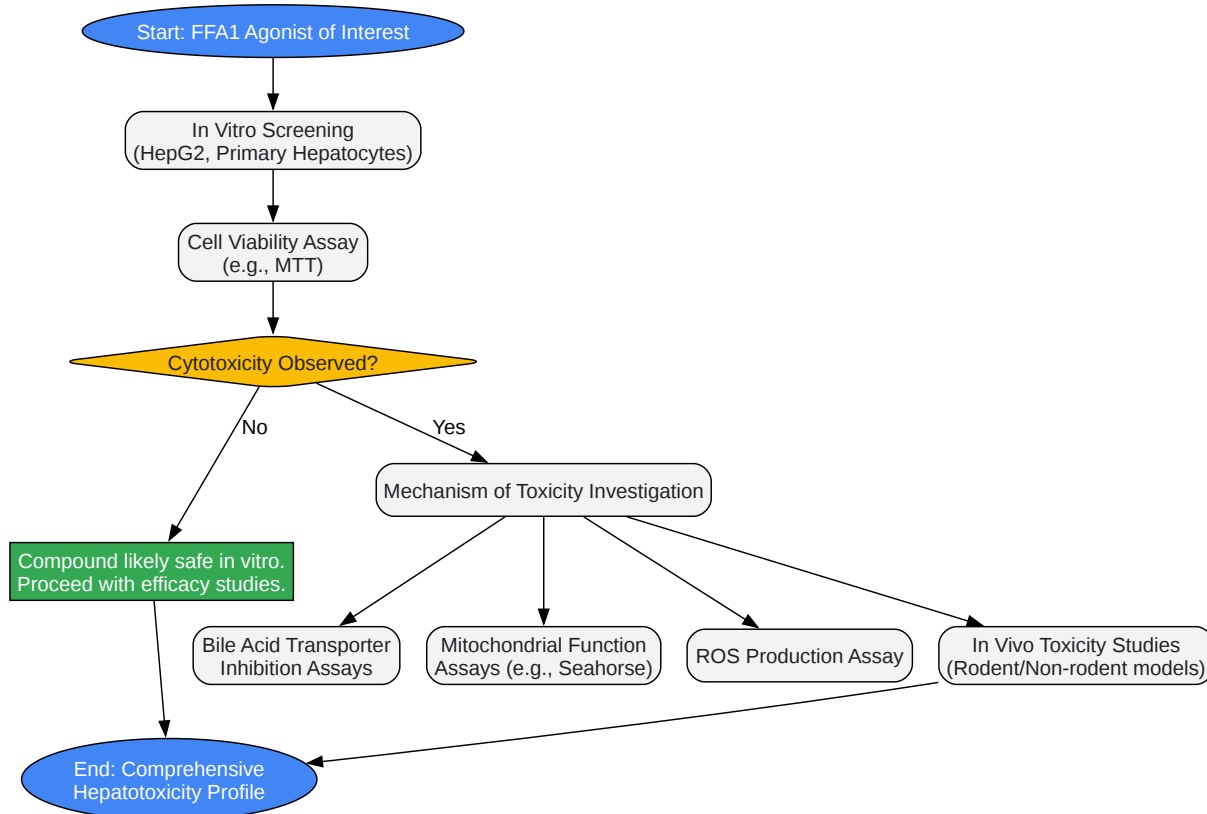 Start: FFA1 Agonist of Interest
In Vitro Screening
(HepG2, Primary Hepatocytes)
Cell Viability Assay
(e.g., MTT)
Cytotoxicity Observed?
No
Yes
Mechanism of Toxicity Investigation
Compound likely safe in vitro.
Proceed with efficacy studies.
Bile Acid Transporter
Inhibition Assays
Mitochondrial Function
Assays (e.g., Seahorse)
ROS Production Assay
In Vivo Toxicity Studies
(Rodent/Non-rodent models)
End: Comprehensive
Hepatotoxicity Profile